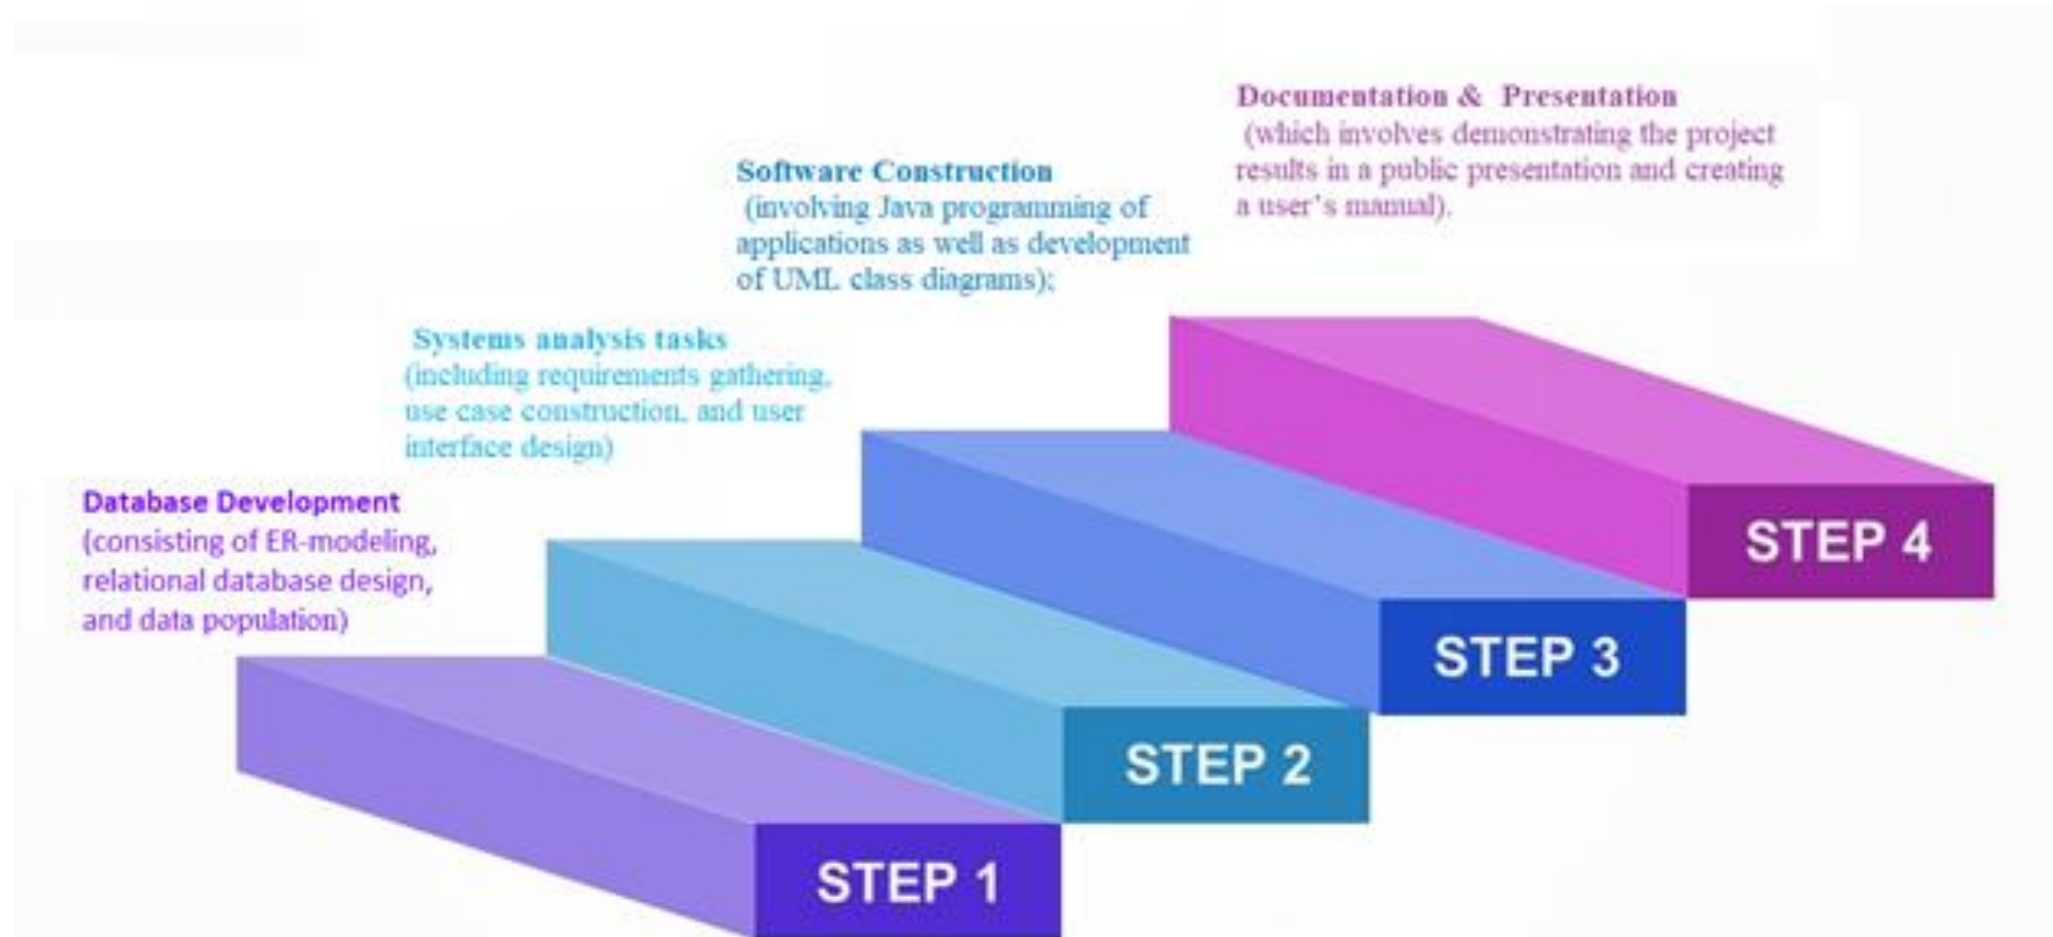 Documentation & Presentation
(which involves demonstrating the project
results in a public presentation and creating
a user's manual).
Software Construction
(involving Java programming of
applications as well as development
of UML class diagrams);
Systems analysis tasks
(including requirements gathering,
use case construction, and user
interface design)
Database Development
(consisting of ER-modeling,
relational database design,
and data population)
STEP 4
STEP 3
STEP 2
STEP 1